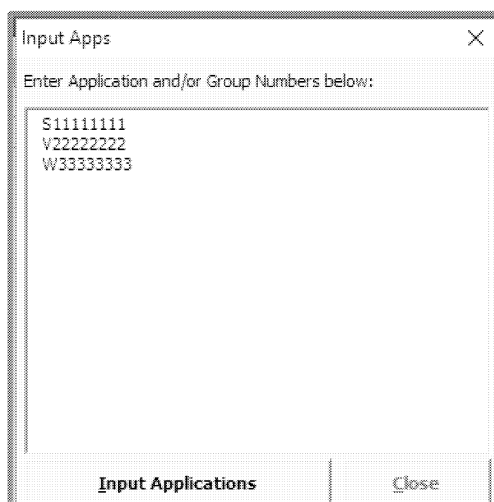 Input Apps
Enter Application and/or Group Numbers below:
S11111111
V22222222
W33333333
Input Applications
Close